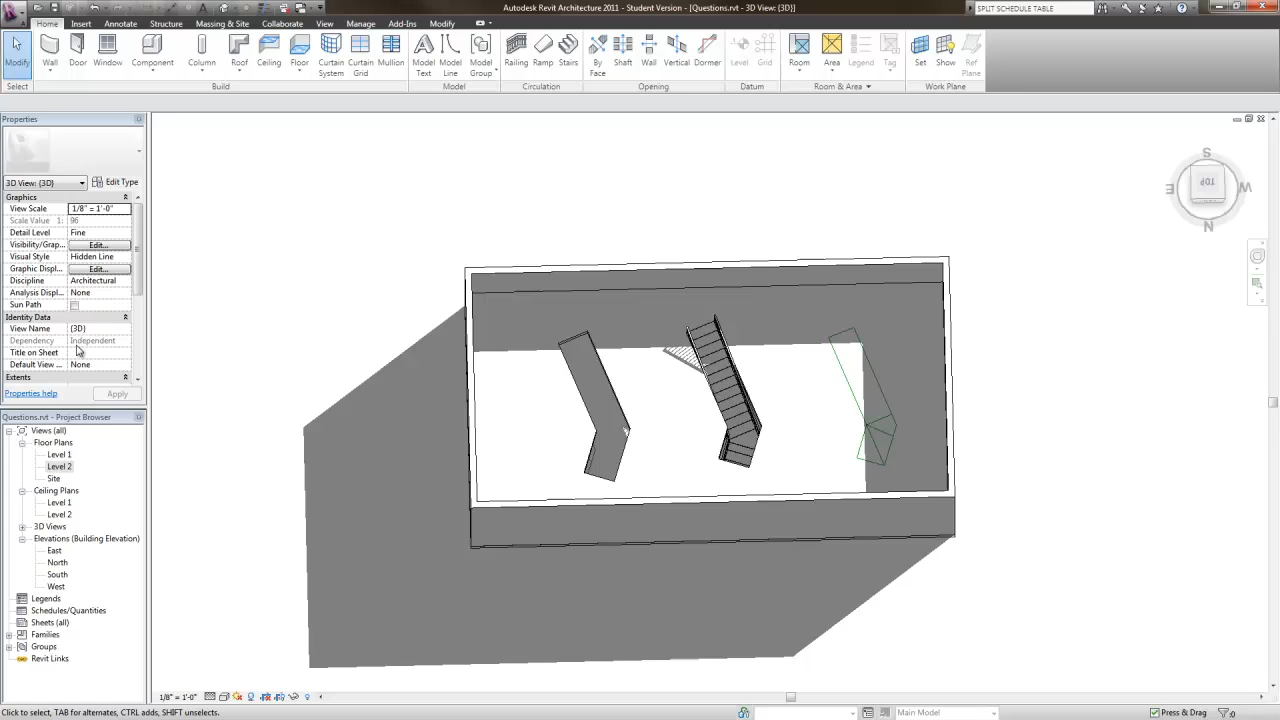 Autodesk Revit Architecture 2011 - Student Version - [Questions.rvt - 3D View: {3D}]
SPLIT SCHEDULE TABLE
Home Insert Annotate Structure Massing & Site Collaborate View Manage Add-Ins Modify
Modify Wall Door Window Component Column Roof Ceiling Floor Curtain System Curtain Grid Mullion Model Text Model Line Model Group Railing Ramp Stairs By Face Shaft Wall Vertical Dormer Level Grid Room Area Legend Tag Set Show Ref Plane
Select Build Model Circulation Opening Datum Room & Area Work Plane
Properties
3D View: {3D} Edit Type
Graphics
View Scale 1/8" = 1'-0"
Scale Value 1: 96
Detail Level Fine
Visibility/Grap... Edit...
Visual Style Hidden Line
Graphic Displ... Edit...
Discipline Architectural
Analysis Displ... None
Sun Path
Identity Data
View Name {3D}
Dependency Independent
Title on Sheet
Default View ... None
Extents
Properties help Apply
Questions.rvt - Project Browser
Views (all)
Floor Plans
Level 1
Level 2
Site
Ceiling Plans
Level 1
Level 2
3D Views
Elevations (Building Elevation)
East
North
South
West
Legends
Schedules/Quantities
Sheets (all)
Families
Groups
Revit Links
S
E TOP W
N
1/8" = 1'-0"
Click to select, TAB for alternates, CTRL adds, SHIFT unselects.
Main Model
Press & Drag
:0